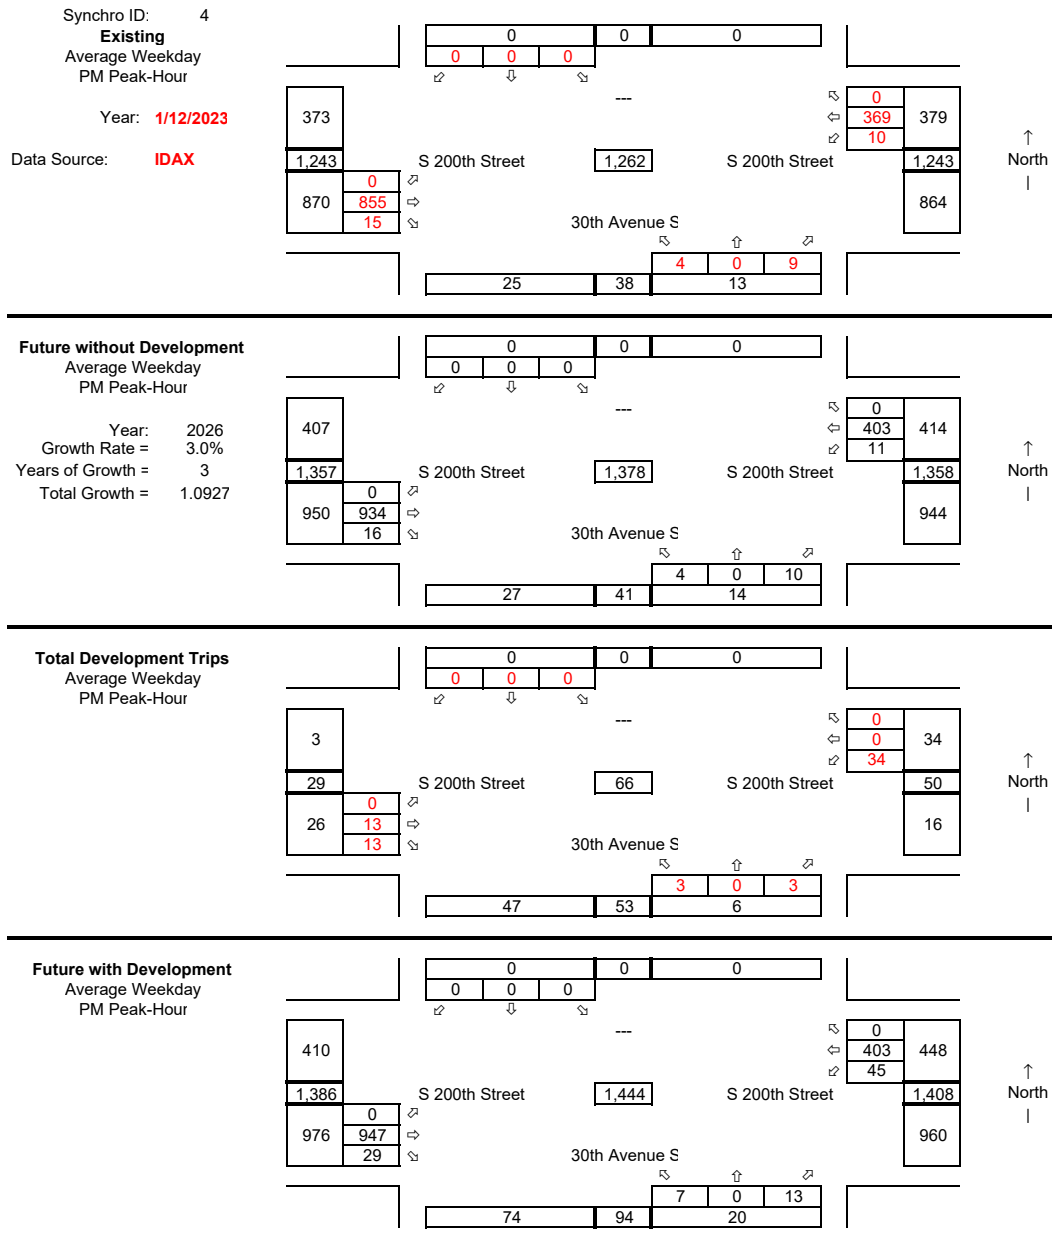 Synchro ID: 4
Existing
Average Weekday
PM Peak-Hour
Year: 1/12/2023
Data Source: IDAX
0 0 0
0 0 0
⬃ ⇩ ⬂
---
373
⬁ 0
⇦ 369 379
⬃ 10
1,243 S 200th Street 1,262 S 200th Street 1,243
↑
North
|
0 ⬀
870 855 ⇨ 864
15 ⬂
30th Avenue S
⬁ ⇧ ⬀
4 0 9
25 38 13
Future without Development
Average Weekday
PM Peak-Hour
Year: 2026
Growth Rate = 3.0%
Years of Growth = 3
Total Growth = 1.0927
0 0 0
0 0 0
⬃ ⇩ ⬂
---
407
⬁ 0
⇦ 403 414
⬃ 11
1,357 S 200th Street 1,378 S 200th Street 1,358
↑
North
|
0 ⬀
950 934 ⇨ 944
16 ⬂
30th Avenue S
⬁ ⇧ ⬀
4 0 10
27 41 14
Total Development Trips
Average Weekday
PM Peak-Hour
0 0 0
0 0 0
⬃ ⇩ ⬂
---
3
⬁ 0
⇦ 0 34
⬃ 34
29 S 200th Street 66 S 200th Street 50
↑
North
|
0 ⬀
26 13 ⇨ 16
13 ⬂
30th Avenue S
⬁ ⇧ ⬀
3 0 3
47 53 6
Future with Development
Average Weekday
PM Peak-Hour
0 0 0
0 0 0
⬃ ⇩ ⬂
---
410
⬁ 0
⇦ 403 448
⬃ 45
1,386 S 200th Street 1,444 S 200th Street 1,408
↑
North
|
0 ⬀
976 947 ⇨ 960
29 ⬂
30th Avenue S
⬁ ⇧ ⬀
7 0 13
74 94 20